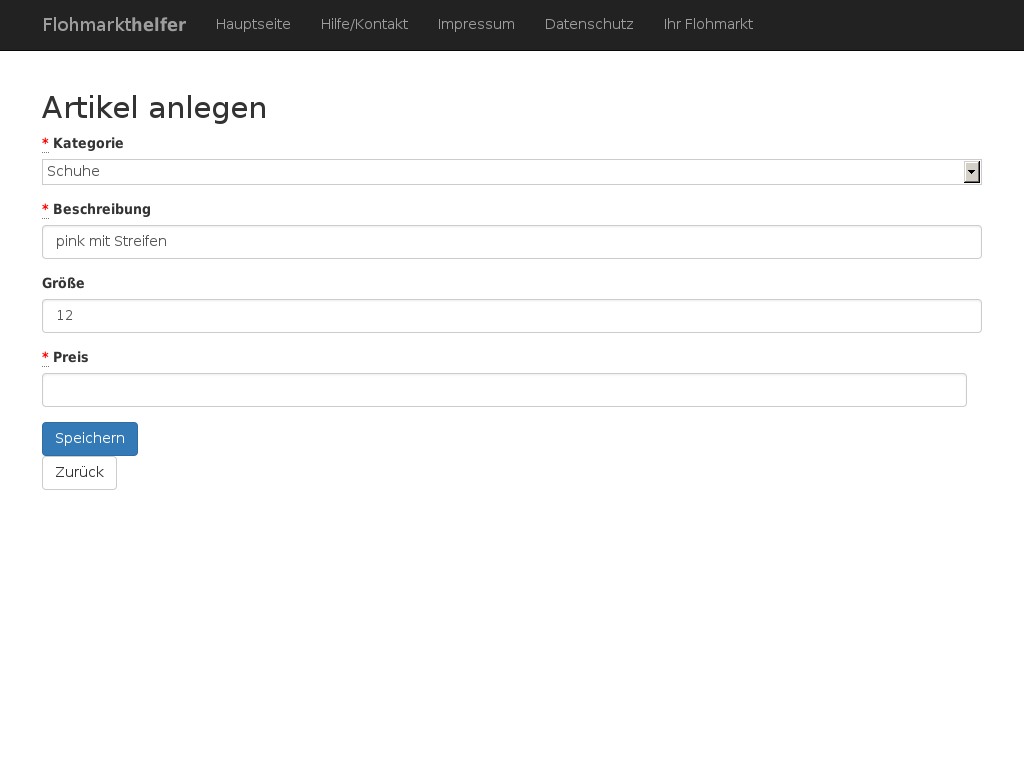 Flohmarkthelfer Hauptseite Hilfe/Kontakt Impressum Datenschutz Ihr Flohmarkt
Artikel anlegen
* Kategorie
Schuhe
* Beschreibung
pink mit Streifen
Größe
12
* Preis
Speichern
Zurück